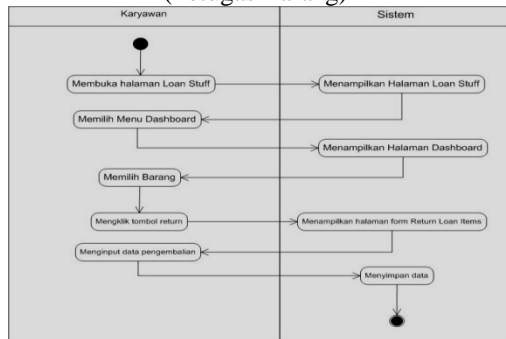 Karyawan
Sistem
Membuka halaman Loan Stuff
Menampilkan Halaman Loan Stuff
Memilih Menu Dashboard
Menampilkan Halaman Dashboard
Memilih Barang
Mengklik tombol return
Menampilkan halaman form Return Loan Items
Menginput data pengembalian
Menyimpan data